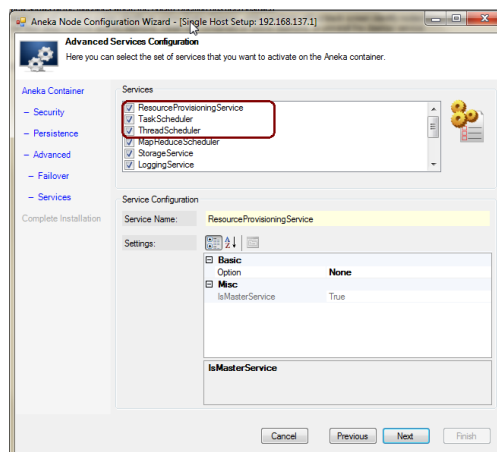 Aneka Node Configuration Wizard - [Single Host Setup: 192.168.137.1]
Advanced Services Configuration
Here you can select the set of services that you want to activate on the Aneka container.
Aneka Container
– Security
– Persistence
– Advanced
– Failover
– Services
Complete Installation
Services
ResourceProvisioningService
TaskScheduler
ThreadScheduler
MapReduceScheduler
StorageService
LoggingService
Service Configuration
Service Name: ResourceProvisioningService
Settings:
Basic
Option None
Misc
IsMasterService True
IsMasterService
Cancel Previous Next Finish